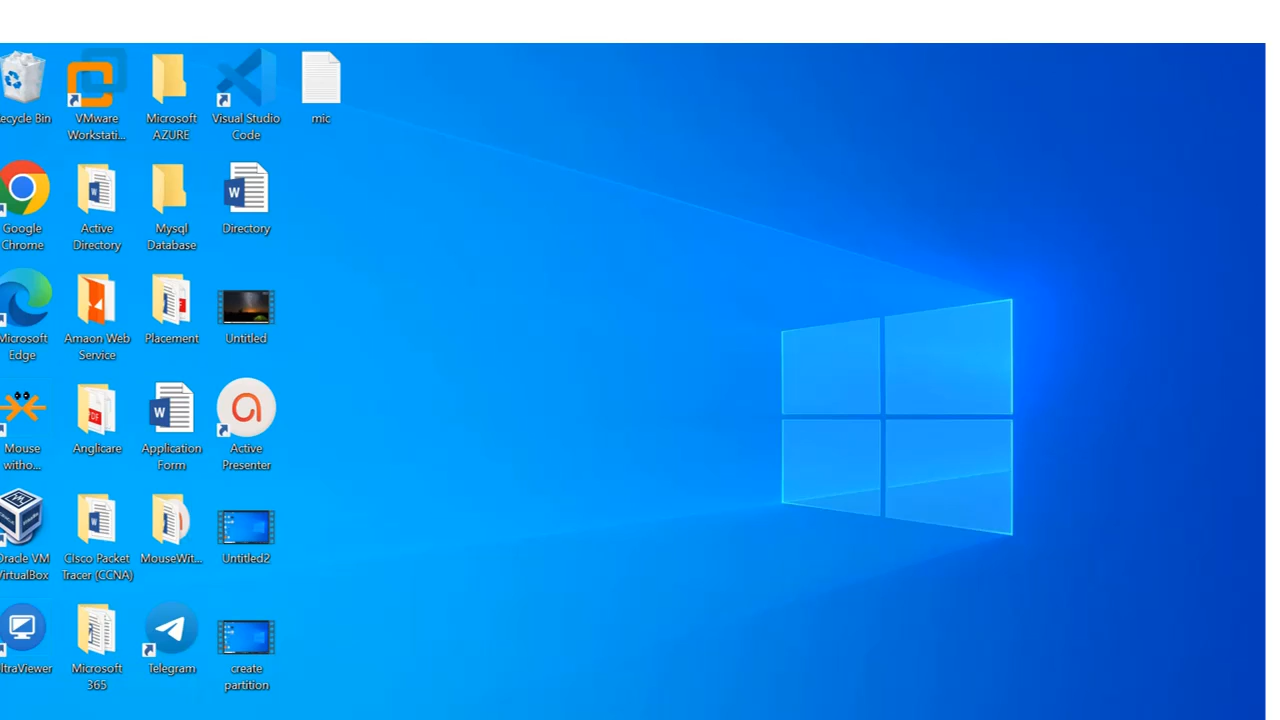 ecycle Bin
VMware
Workstati...
Microsoft
AZURE
Visual Studio
Code
mic
Google
Chrome
Active
Directory
Mysql
Database
Directory
Microsoft
Edge
Amaon Web
Service
Placement
Untitled
Mouse
witho...
Anglicare
Application
Form
Active
Presenter
Oracle VM
VirtualBox
CIsco Packet
Tracer (CCNA)
MouseWit...
Untitled2
ltraViewer
Microsoft
365
Telegram
create
partition